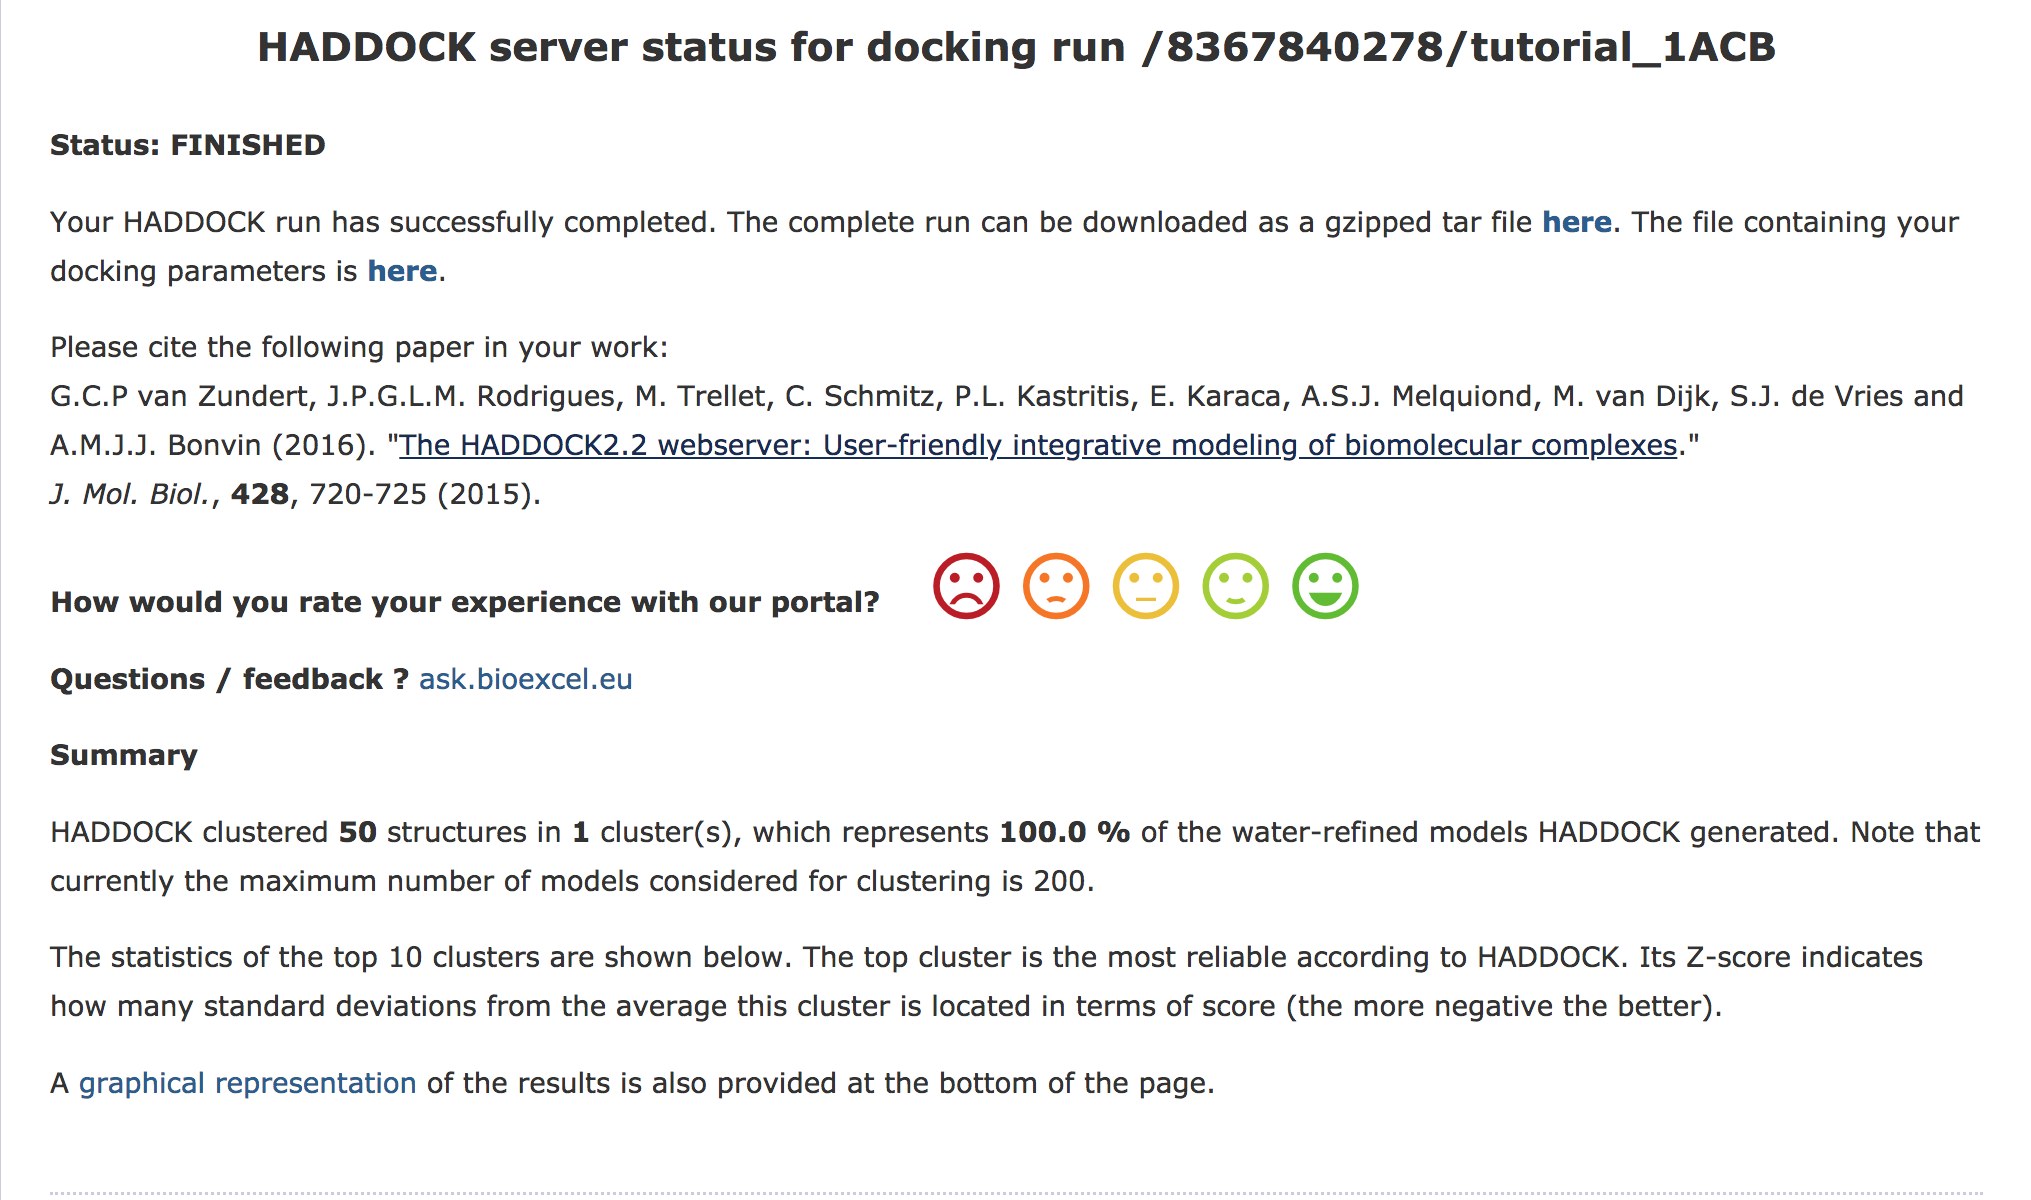 HADDOCK server status for docking run /8367840278/tutorial_1ACB
Status: FINISHED
Your HADDOCK run has successfully completed. The complete run can be downloaded as a gzipped tar file here. The file containing your
docking parameters is here.
Please cite the following paper in your work:
G.C.P van Zundert, J.P.G.L.M. Rodrigues, M. Trellet, C. Schmitz, P.L. Kastritis, E. Karaca, A.S.J. Melquiond, M. van Dijk, S.J. de Vries and
A.M.J.J. Bonvin (2016). "The HADDOCK2.2 webserver: User-friendly integrative modeling of biomolecular complexes."
J. Mol. Biol., 428, 720-725 (2015).
How would you rate your experience with our portal?
Questions / feedback ? ask.bioexcel.eu
Summary
HADDOCK clustered 50 structures in 1 cluster(s), which represents 100.0 % of the water-refined models HADDOCK generated. Note that
currently the maximum number of models considered for clustering is 200.
The statistics of the top 10 clusters are shown below. The top cluster is the most reliable according to HADDOCK. Its Z-score indicates
how many standard deviations from the average this cluster is located in terms of score (the more negative the better).
A graphical representation of the results is also provided at the bottom of the page.